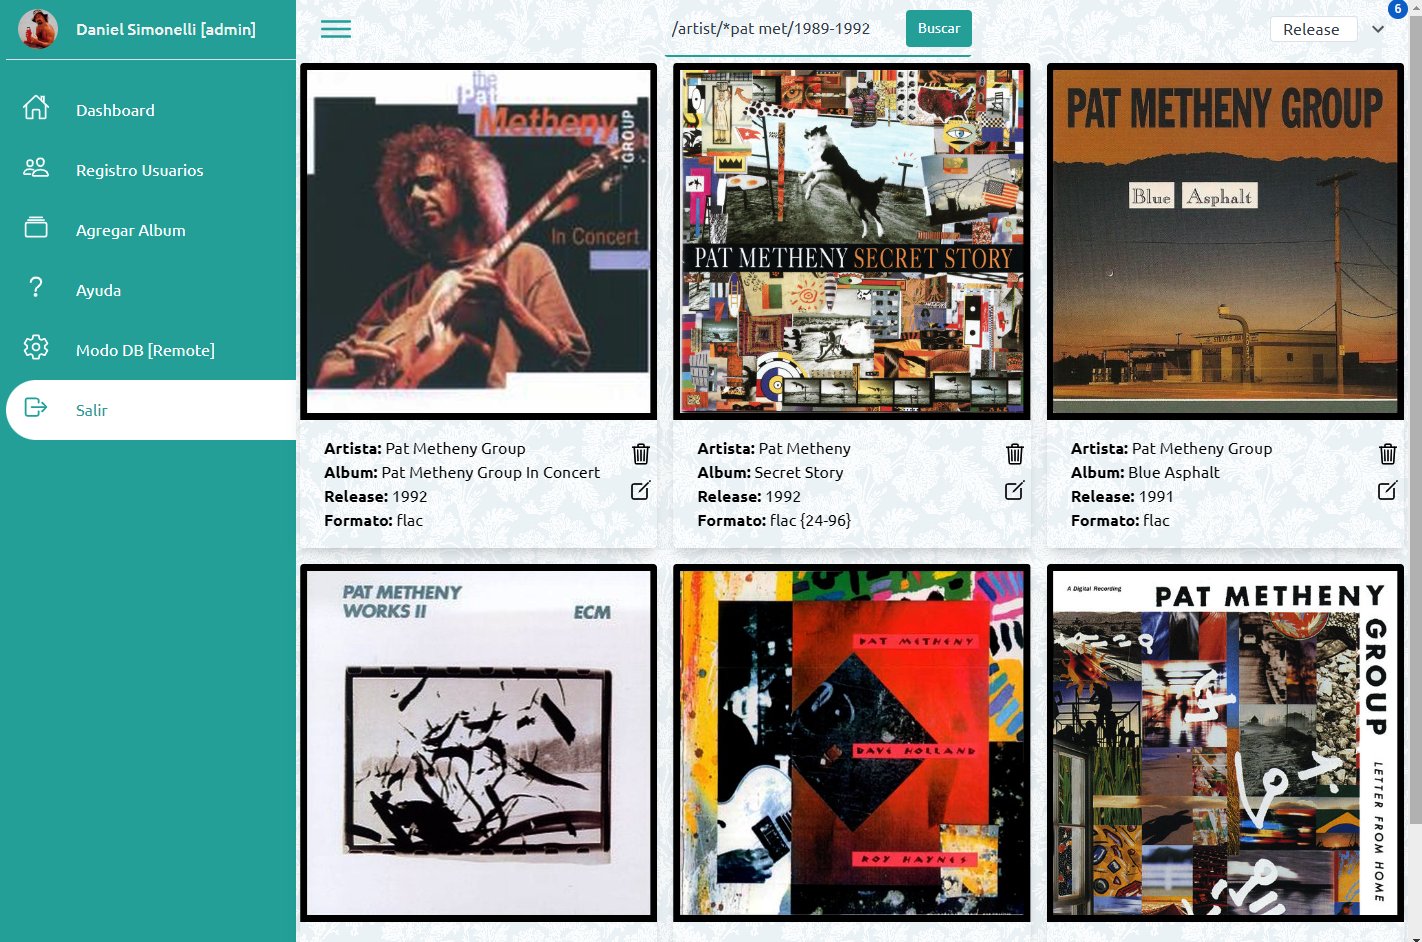 Daniel Simonelli [admin]
Dashboard
Registro Usuarios
Agregar Album
?
Ayuda
Modo DB [Remote]
Salir
/artist/*pat met/1989-1992
Buscar
Release
6
the
Pat
Metheny
GROUP
In Concert
PAT METHENY SECRET STORY
PAT METHENY GROUP
Blue Asphalt
Artista: Pat Metheny Group
Album: Pat Metheny Group In Concert
Release: 1992
Formato: flac
Artista: Pat Metheny
Album: Secret Story
Release: 1992
Formato: flac {24-96}
Artista: Pat Metheny Group
Album: Blue Asphalt
Release: 1991
Formato: flac
PAT METHENY
WORKS II
ECM
PAT METHENY
DAVE HOLLAND
ROY HAYNES
A Digital Recording
PAT METHENY
GROUP
LETTER FROM HOME